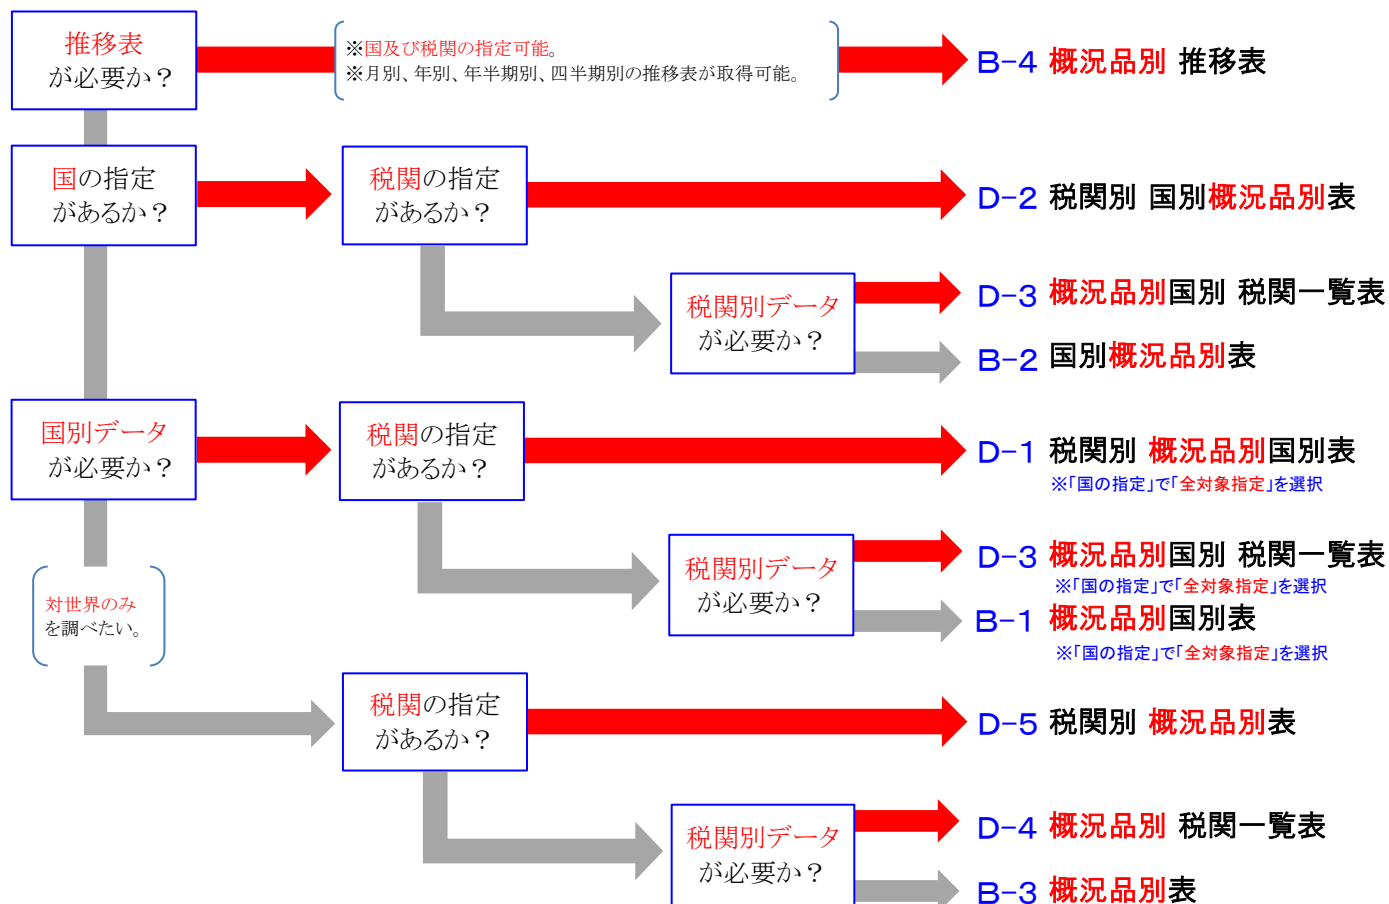 推移表
が必要か？
※国及び税関の指定可能。
※月別、年別、年半期別、四半期別の推移表が取得可能。
B-4 概況品別 推移表
国の指定
があるか？
税関の指定
があるか？
D-2 税関別 国別概況品別表
税関別データ
が必要か？
D-3 概況品別国別 税関一覧表
B-2 国別概況品別表
国別データ
が必要か？
税関の指定
があるか？
D-1 税関別 概況品別国別表
※「国の指定」で「全対象指定」を選択
税関別データ
が必要か？
D-3 概況品別国別 税関一覧表
※「国の指定」で「全対象指定」を選択
B-1 概況品別国別表
※「国の指定」で「全対象指定」を選択
対世界のみ
を調べたい。
税関の指定
があるか？
D-5 税関別 概況品別表
税関別データ
が必要か？
D-4 概況品別 税関一覧表
B-3 概況品別表